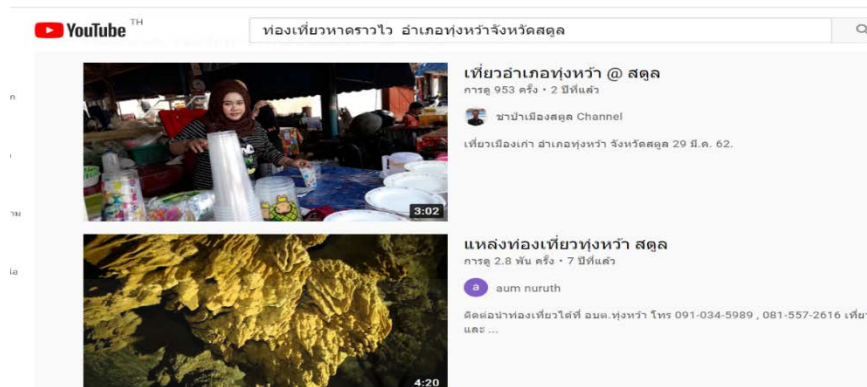 YouTube TH
ท่องเที่ยวหาดราวไว อำเภอทุ่งหว้าจังหวัดสตูล
เที่ยวอำเภอทุ่งหว้า @ สตูล
การดู 953 ครั้ง • 2 ปีที่แล้ว
ชาป่าเมืองสตูล Channel
เที่ยวเมืองเก่า อำเภอทุ่งหว้า จังหวัดสตูล 29 มี.ค. 62.
3:02
แหล่งท่องเที่ยวทุ่งหว้า สตูล
การดู 2.8 พัน ครั้ง • 7 ปีที่แล้ว
a aum nuruth
ติดต่อนำท่องเที่ยวได้ที่ อบต.ทุ่งหว้า โทร 091-034-5989 , 081-557-2616 เที่ยว
และ ...
4:20